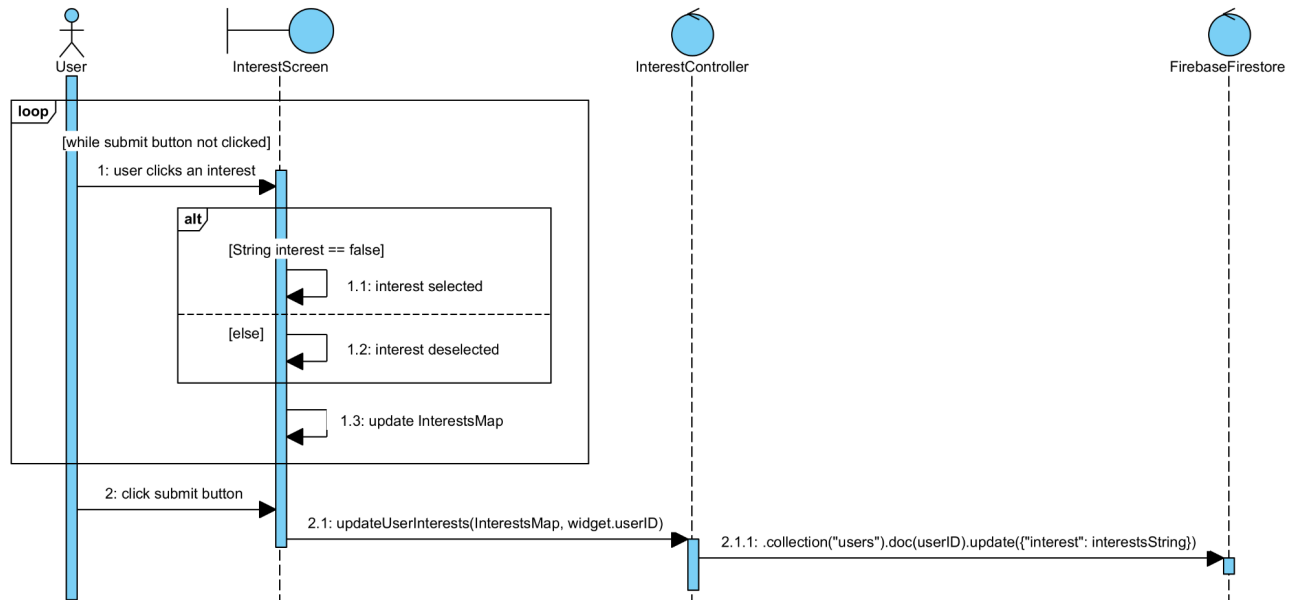 User
InterestScreen
InterestController
FirebaseFirestore
loop
[while submit button not clicked]
1: user clicks an interest
alt
[String interest == false]
1.1: interest selected
[else]
1.2: interest deselected
1.3: update InterestsMap
2: click submit button
2.1: updateUserInterests(InterestsMap, widget.userID)
2.1.1: .collection("users").doc(userID).update({"interest": interestsString})